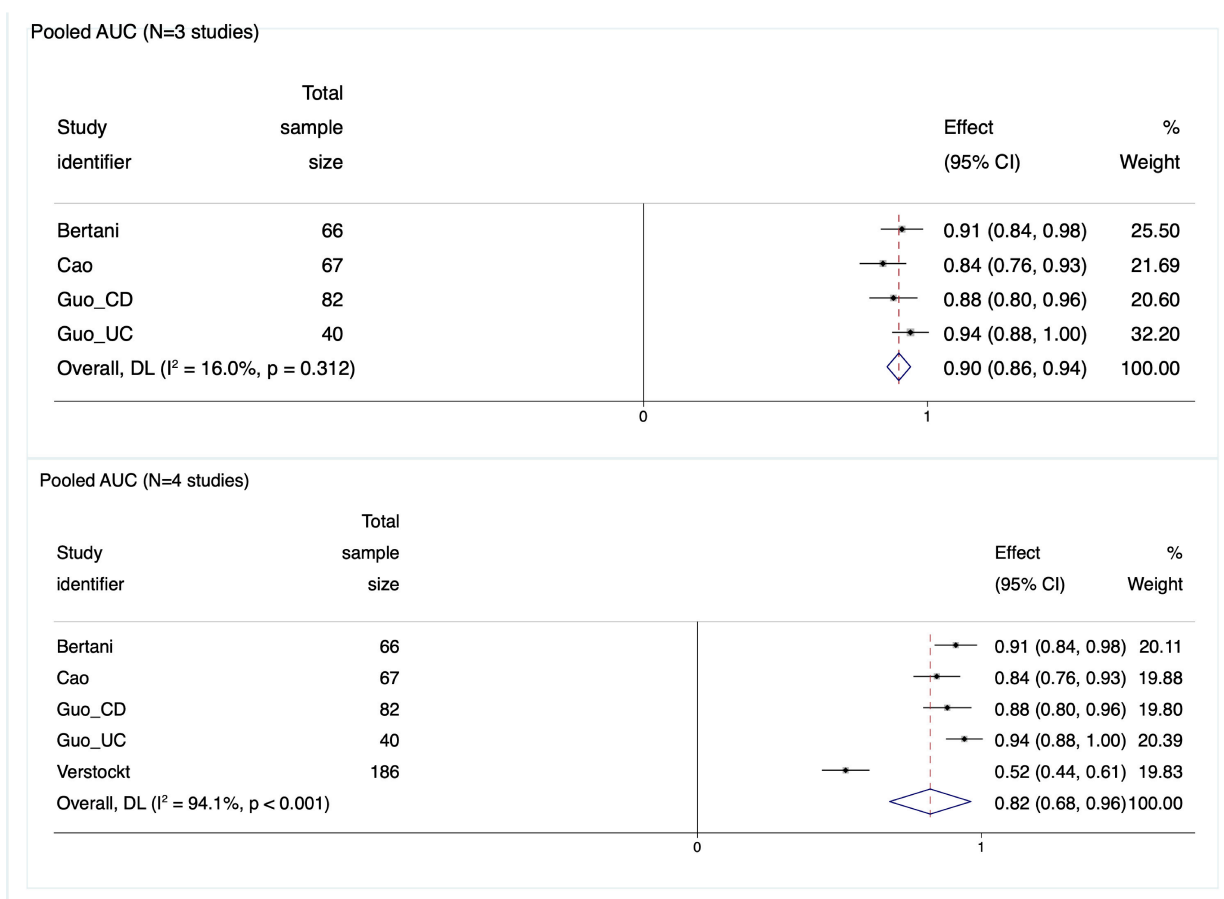 Pooled AUC (N=3 studies)
Total
Study sample Effect %
identifier size (95% CI) Weight
Bertani 66 0.91 (0.84, 0.98) 25.50
Cao 67 0.84 (0.76, 0.93) 21.69
Guo_CD 82 0.88 (0.80, 0.96) 20.60
Guo_UC 40 0.94 (0.88, 1.00) 32.20
Overall, DL (I² = 16.0%, p = 0.312) 0.90 (0.86, 0.94) 100.00
0 1
Pooled AUC (N=4 studies)
Total
Study sample Effect %
identifier size (95% CI) Weight
Bertani 66 0.91 (0.84, 0.98) 20.11
Cao 67 0.84 (0.76, 0.93) 19.88
Guo_CD 82 0.88 (0.80, 0.96) 19.80
Guo_UC 40 0.94 (0.88, 1.00) 20.39
Verstockt 186 0.52 (0.44, 0.61) 19.83
Overall, DL (I² = 94.1%, p < 0.001) 0.82 (0.68, 0.96) 100.00
0 1